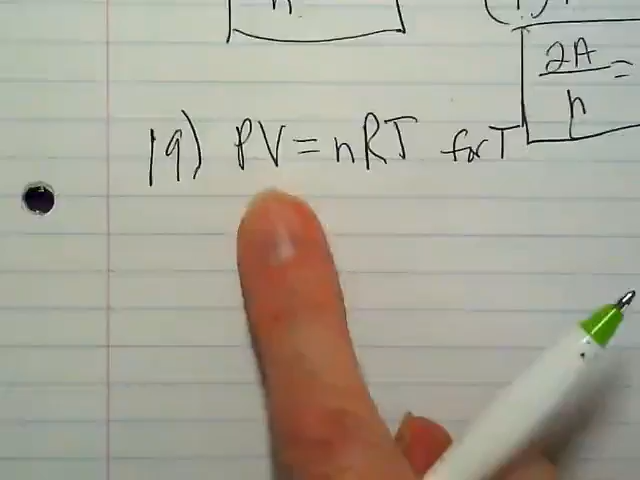 2A
— =
h
19) PV = nRT for T